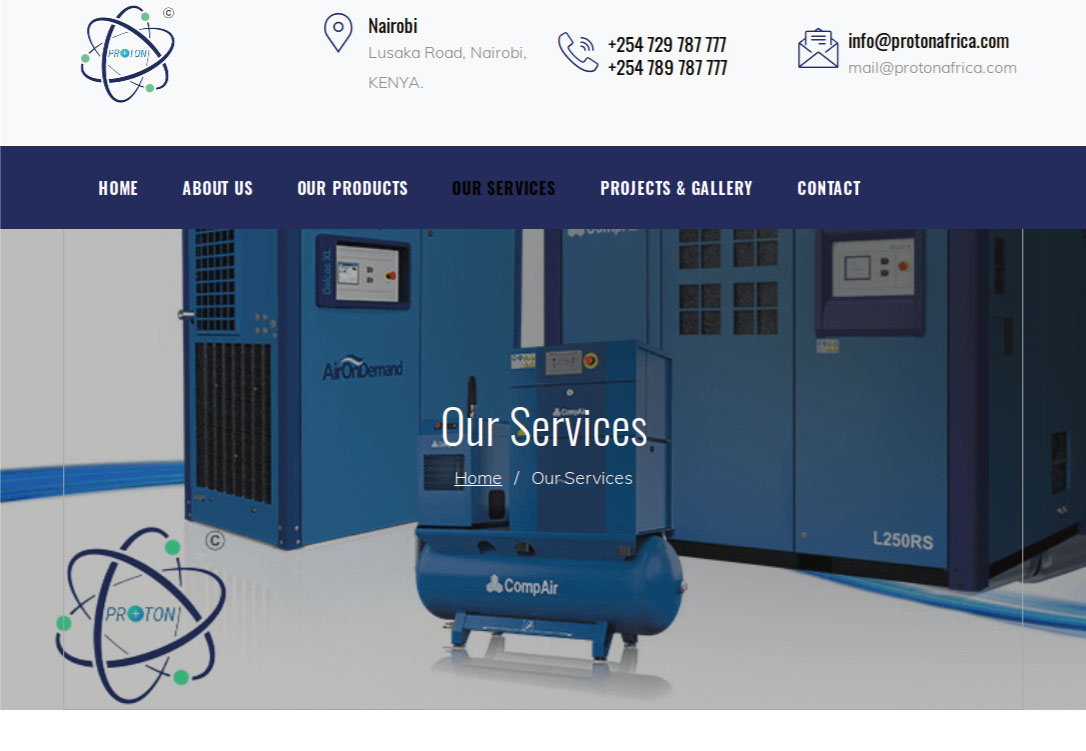 ©
PROTON
Nairobi
Lusaka Road, Nairobi,
KENYA.
+254 729 787 777
+254 789 787 777
info@protonafrica.com
mail@protonafrica.com
HOME ABOUT US OUR PRODUCTS OUR SERVICES PROJECTS & GALLERY CONTACT
Delcos XL
AirOnDemand
CompAir
Our Services
Home / Our Services
L250RS
©
PROTON
CompAir